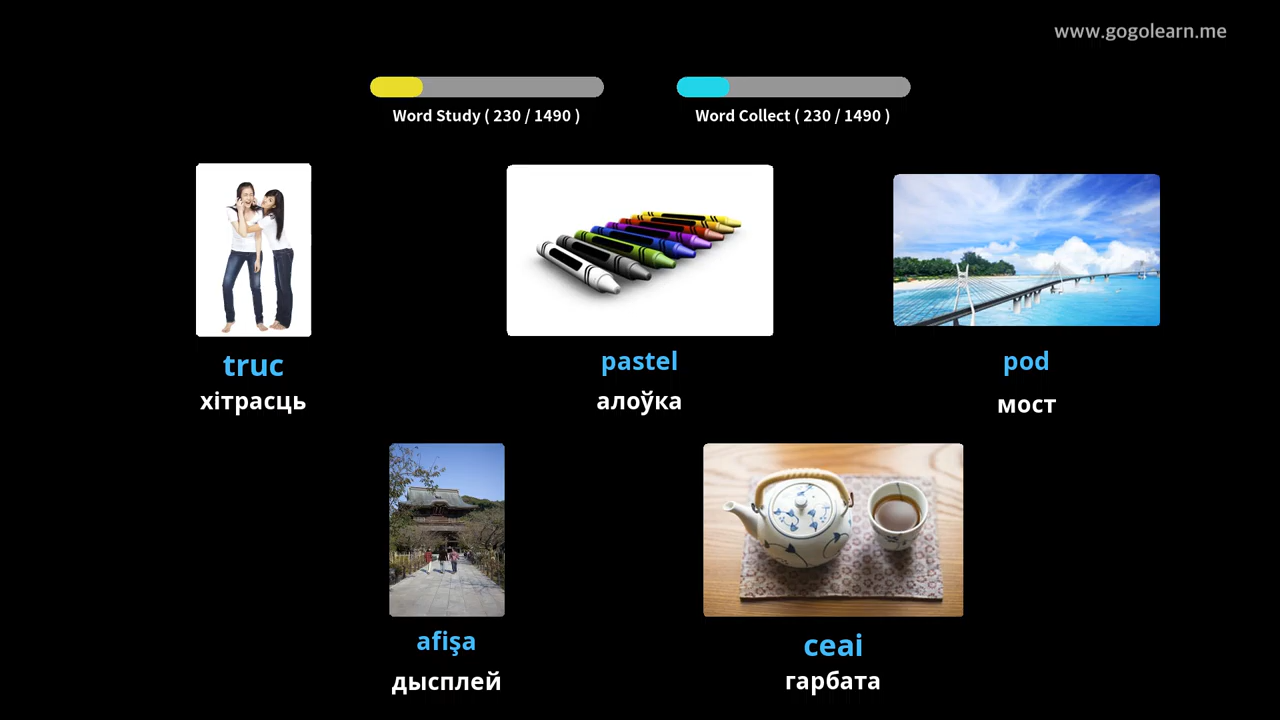 www.gogolearn.me
Word Study ( 230 / 1490 )
Word Collect ( 230 / 1490 )
truc
хітрасць
pastel
алоўка
pod
мост
afişa
дысплей
ceai
гарбата